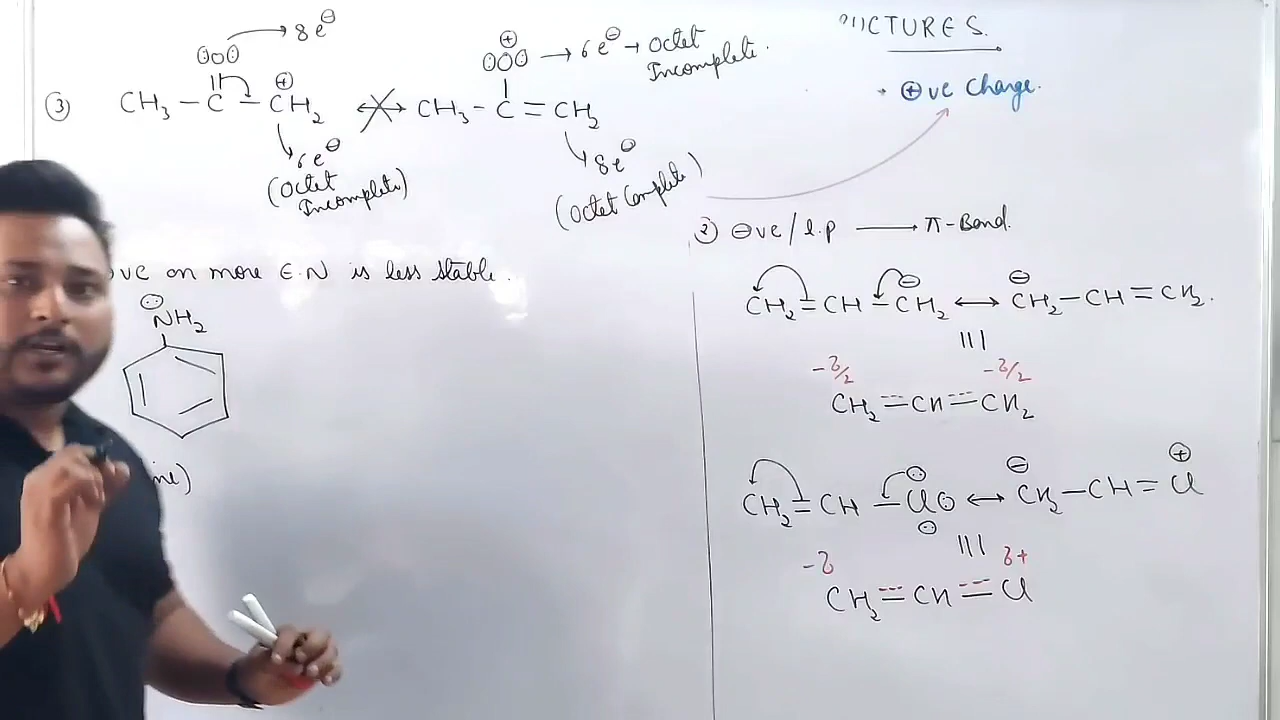 8e⊖
③ CH₃ – C – CH₂ ⊕
6e⊖
(Octet
Incomplete)
CH₃ – C = CH₂
⊕
O → 6e⊖ → Octet
Incomplete.
8e⊖
(Octet Complete)
ve on more E.N is less stable.
NH₂
PICTURES.
⊕ve Charge.
② ⊖ve / l.p ⟶ π-Bond.
CH₂ = CH – CH₂ ⊖ ↔ ⊖ CH₂ – CH = CH₂.
|||
-δ/2 -δ/2
CH₂ = CH = CH₂
CH₂ = CH – Cl ↔ ⊖ CH₂ – CH = Cl ⊕
|||
-δ δ+
CH₂ = CH = Cl